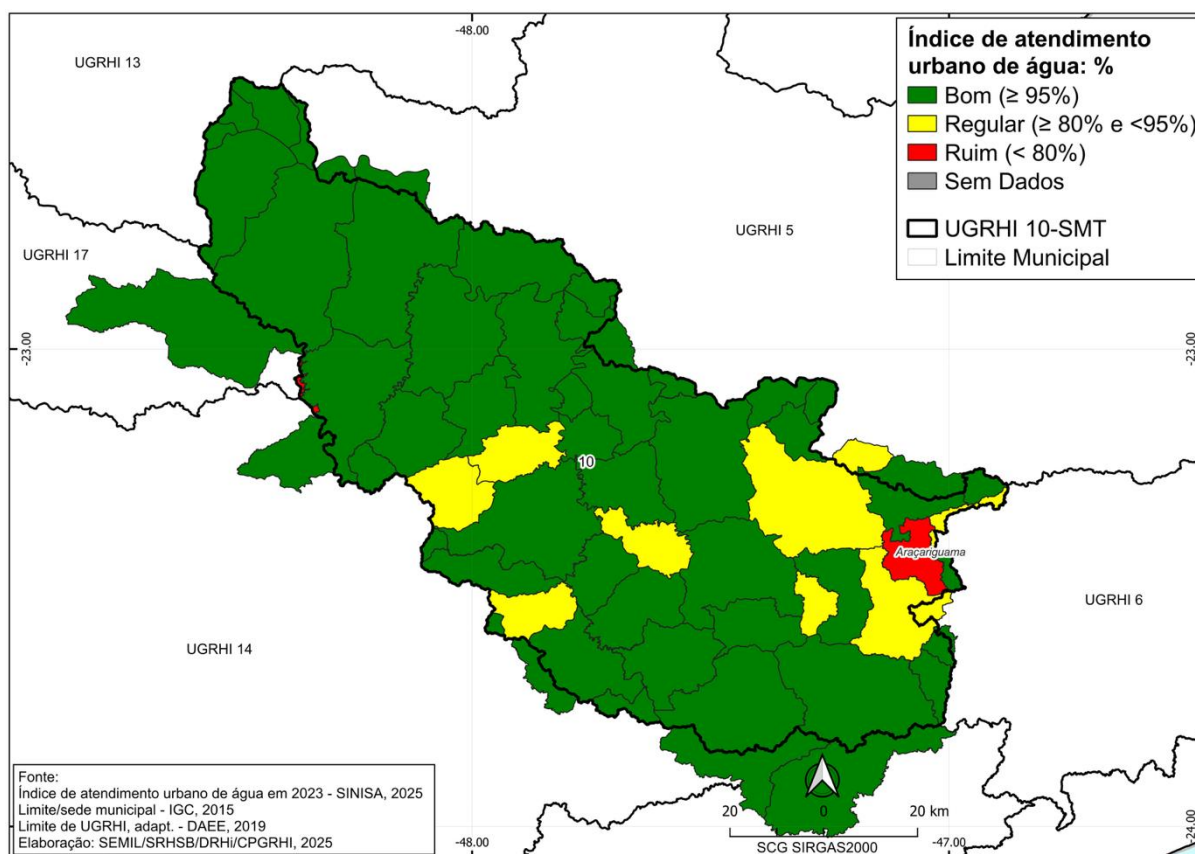 -48.00
UGRHI 13
Índice de atendimento
urbano de água: %
Bom (≥ 95%)
Regular (≥ 80% e <95%)
Ruim (< 80%)
Sem Dados
UGRHI 10-SMT
Limite Municipal
UGRHI 5
UGRHI 17
-23.00
-23.00
10
Araçariguama
UGRHI 6
UGRHI 14
Fonte:
Índice de atendimento urbano de água em 2023 - SINISA, 2025
Limite/sede municipal - IGC, 2015
Limite de UGRHI, adapt. - DAEE, 2019
Elaboração: SEMIL/SRHSB/DRHi/CPGRHI, 2025
20 0 20 km
SCG SIRGAS2000
-48.00
-47.00
-24.00